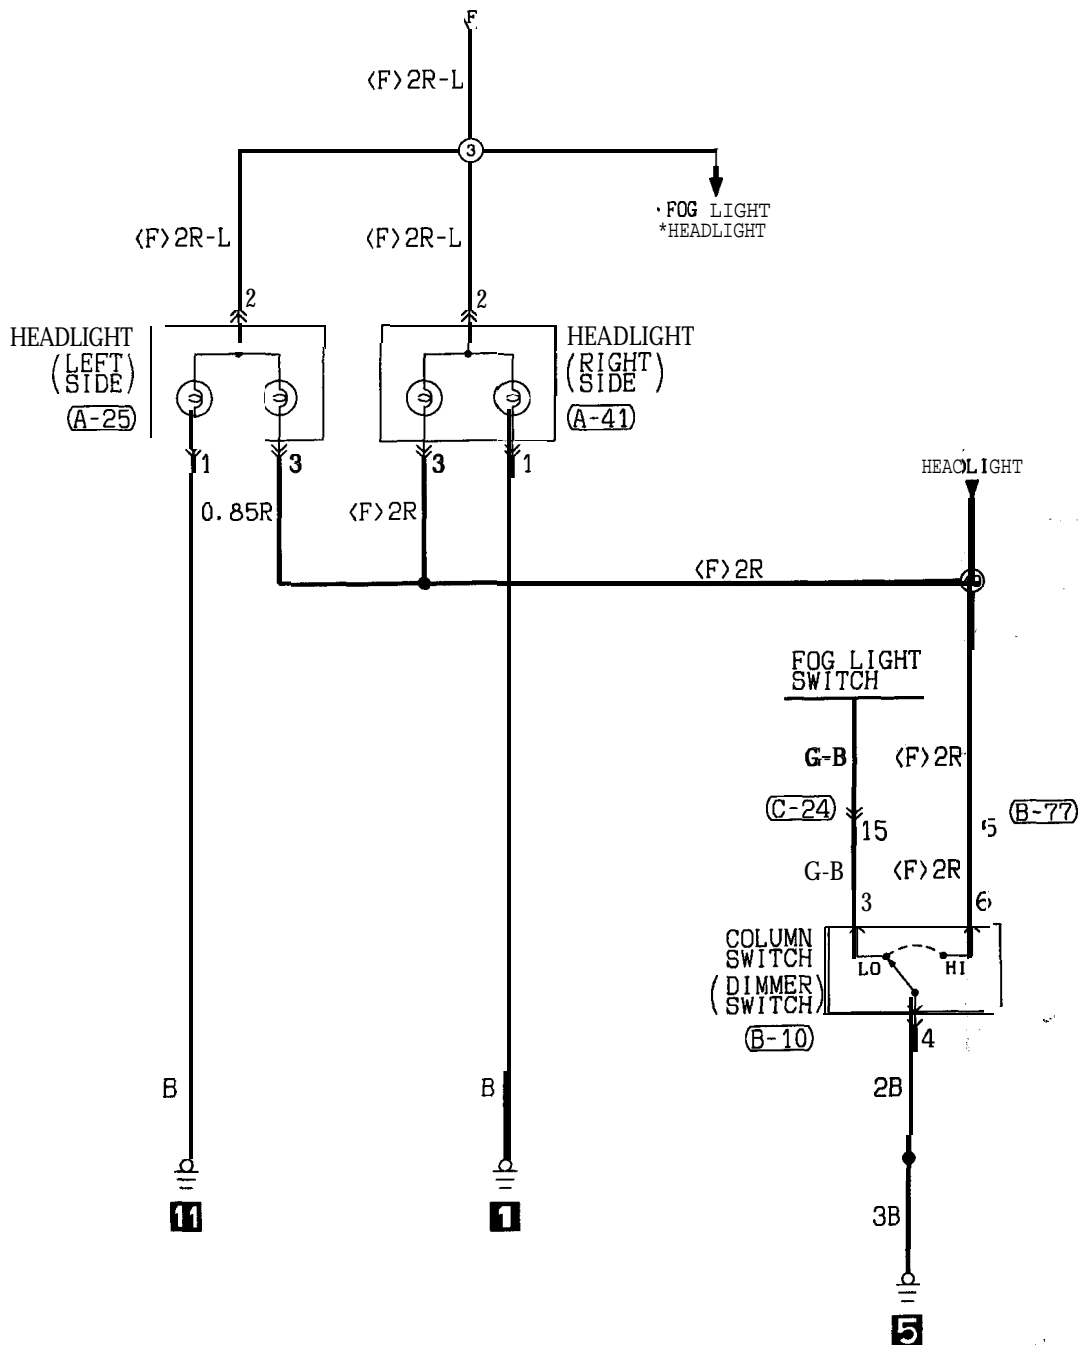 F
⟨F⟩2R-L
3
·FOG LIGHT
*HEADLIGHT
⟨F⟩2R-L
⟨F⟩2R-L
2
2
HEADLIGHT
(LEFT SIDE)
A-25
HEADLIGHT
(RIGHT SIDE)
A-41
1
3
3
1
HEADLIGHT
0.85R
⟨F⟩2R
⟨F⟩2R
FOG LIGHT
SWITCH
G-B
⟨F⟩2R
C-24
15
5
B-77
G-B
⟨F⟩2R
3
6
COLUMN
SWITCH
(DIMMER
SWITCH)
LO
HI
B-10
4
B
B
2B
11
1
3B
5